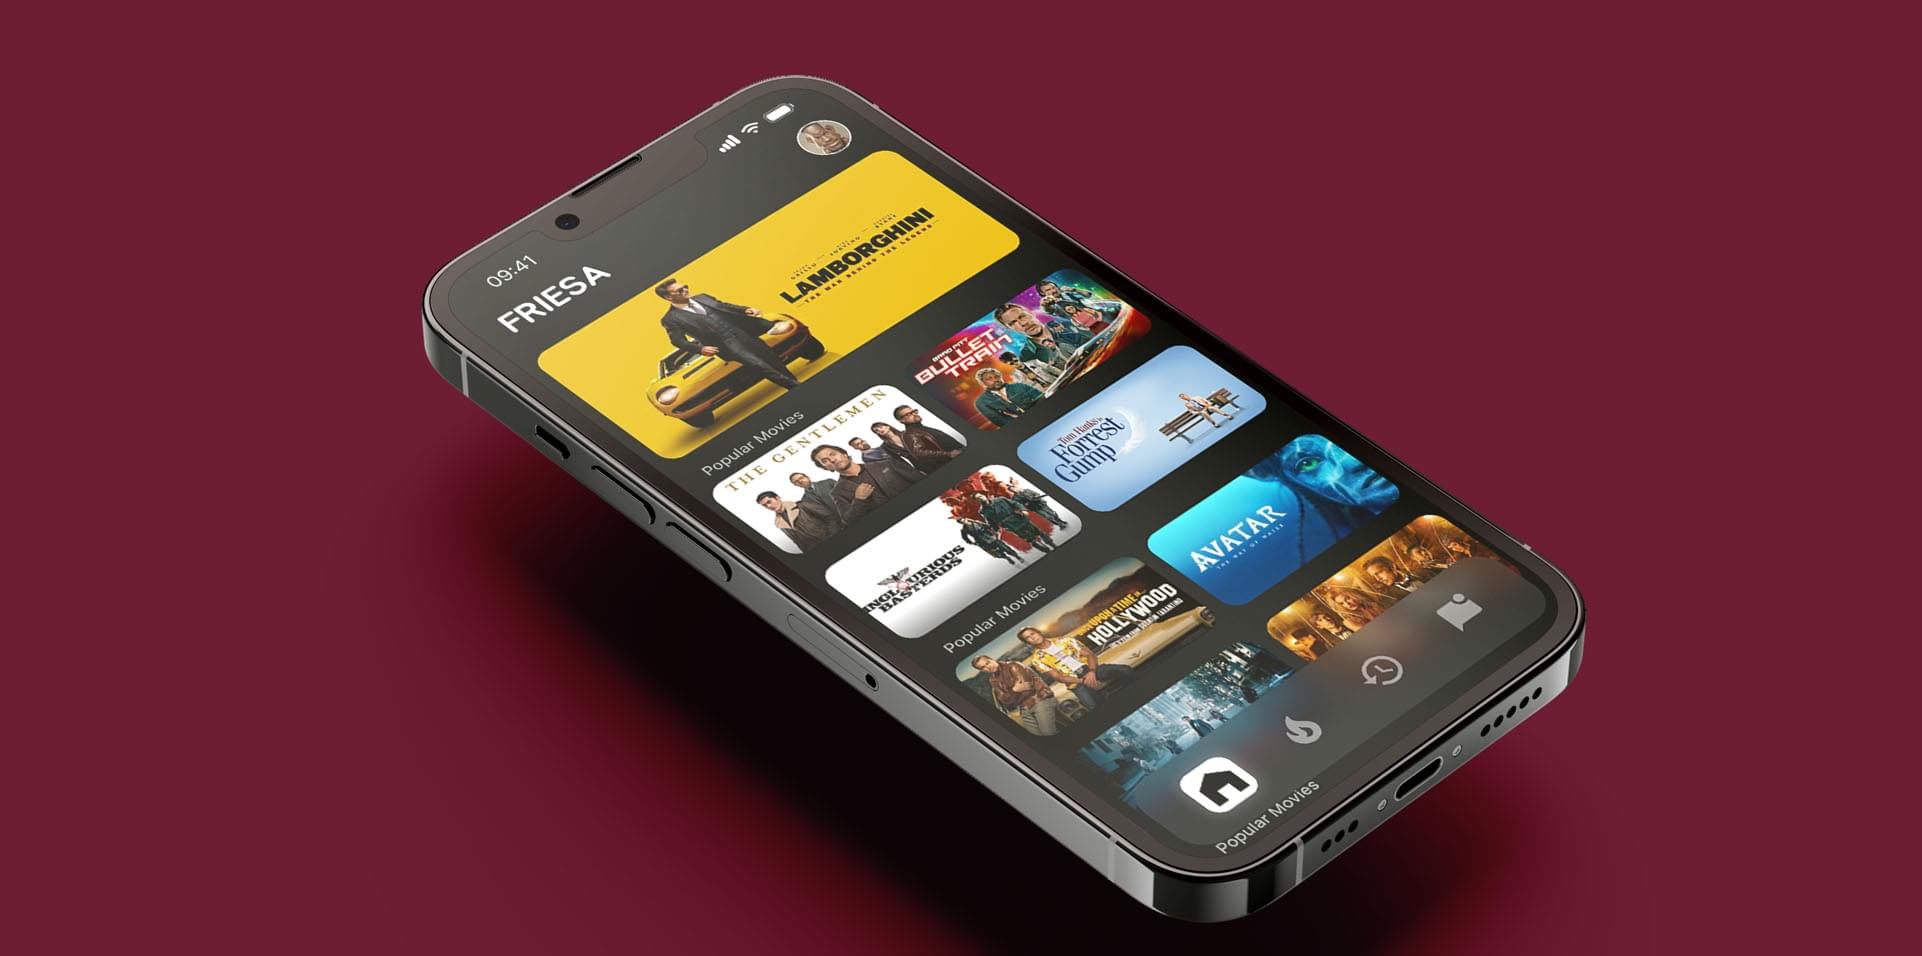 09:41
FRIESA
LAMBORGHINI
THE MAN BEHIND THE LEGEND
Popular Movies
THE GENTLEMEN
BRAD PITT
BULLET
TRAIN
INGLOURIOUS
BASTERDS
Tom Hanks is
Forrest
Gump
Popular Movies
UPON A TIME IN...
HOLLYWOOD
AVATAR
THE WAY OF WATER
Popular Movies